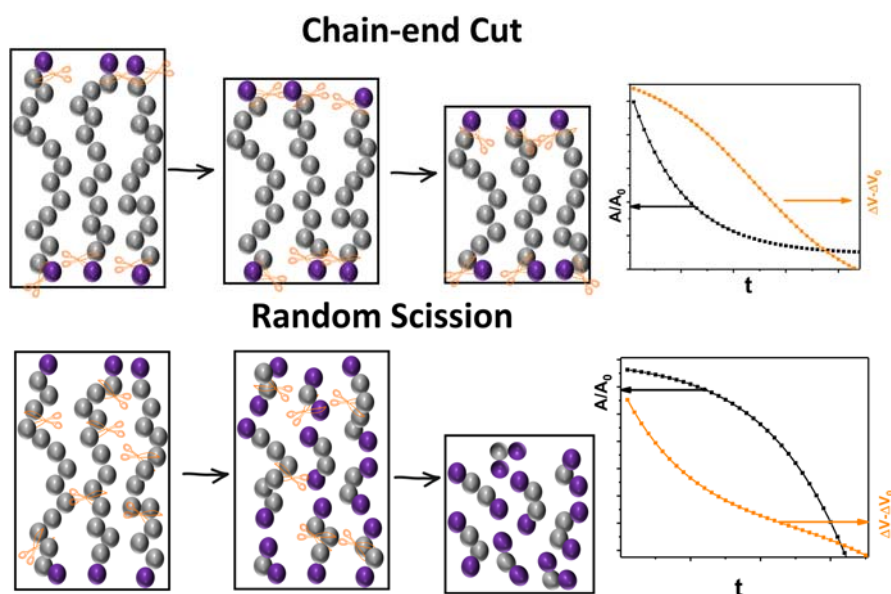 Chain-end Cut
A/A₀
ΔV-ΔV₀
t
Random Scission
A/A₀
ΔV-ΔV₀
t